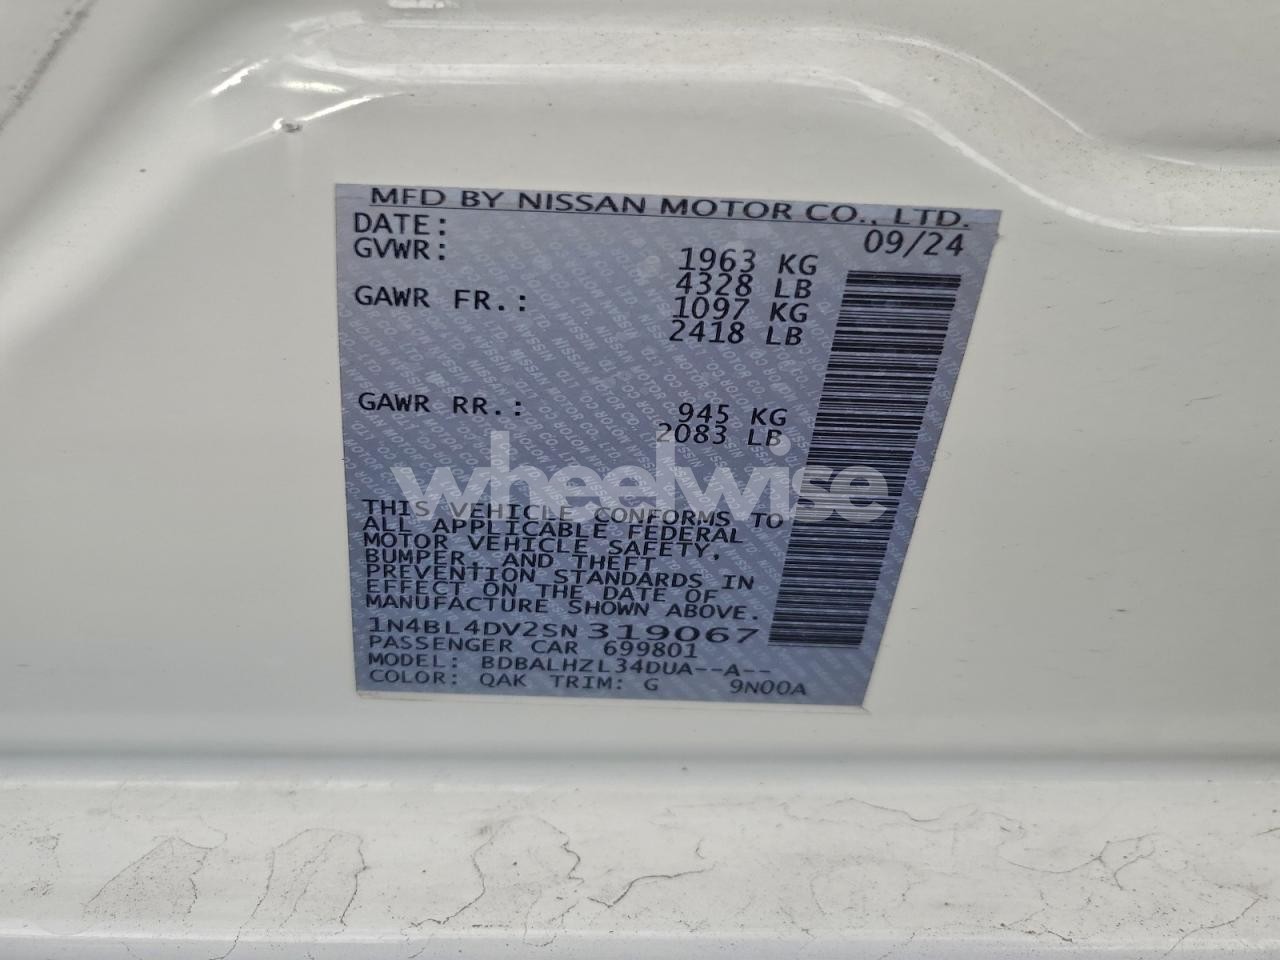 MFD BY NISSAN MOTOR CO., LTD.
DATE: 09/24
GVWR: 1963 KG
4328 LB
GAWR FR.: 1097 KG
2418 LB
GAWR RR.: 945 KG
2083 LB
wheelwise
THIS VEHICLE CONFORMS TO
ALL APPLICABLE FEDERAL
MOTOR VEHICLE SAFETY,
BUMPER, AND THEFT
PREVENTION STANDARDS IN
EFFECT ON THE DATE OF
MANUFACTURE SHOWN ABOVE.
1N4BL4DV2SN319067
PASSENGER CAR 699801
MODEL: BDBALHZL34DUA--A--
COLOR: QAK TRIM: G 9N00A